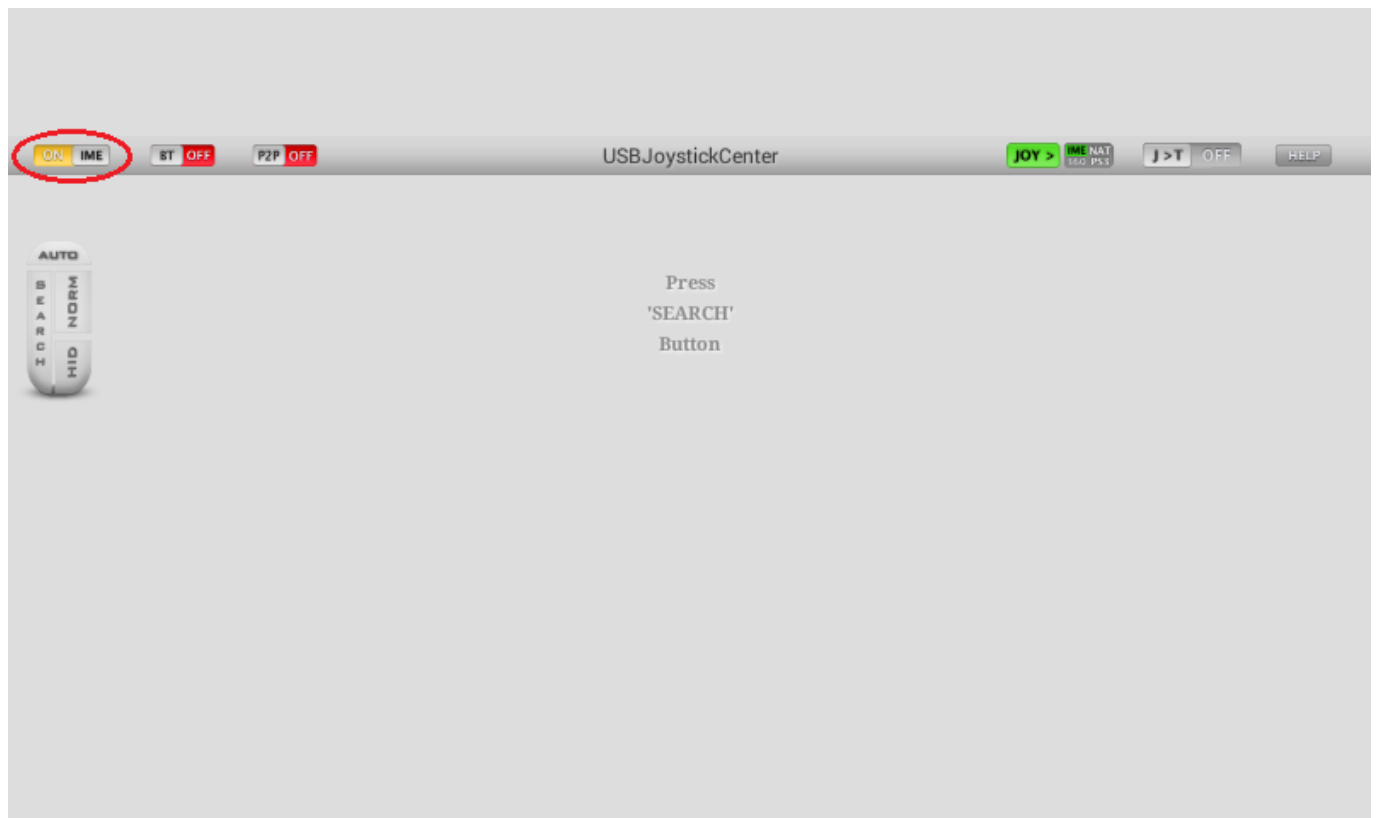 ON IME BT OFF P2P OFF USBJoystickCenter JOY > IME NAT J >T OFF HELP
360 PS3
AUTO
SEARCH NORM
HID
Press
'SEARCH'
Button